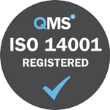 QMS
ISO 14001
REGISTERED